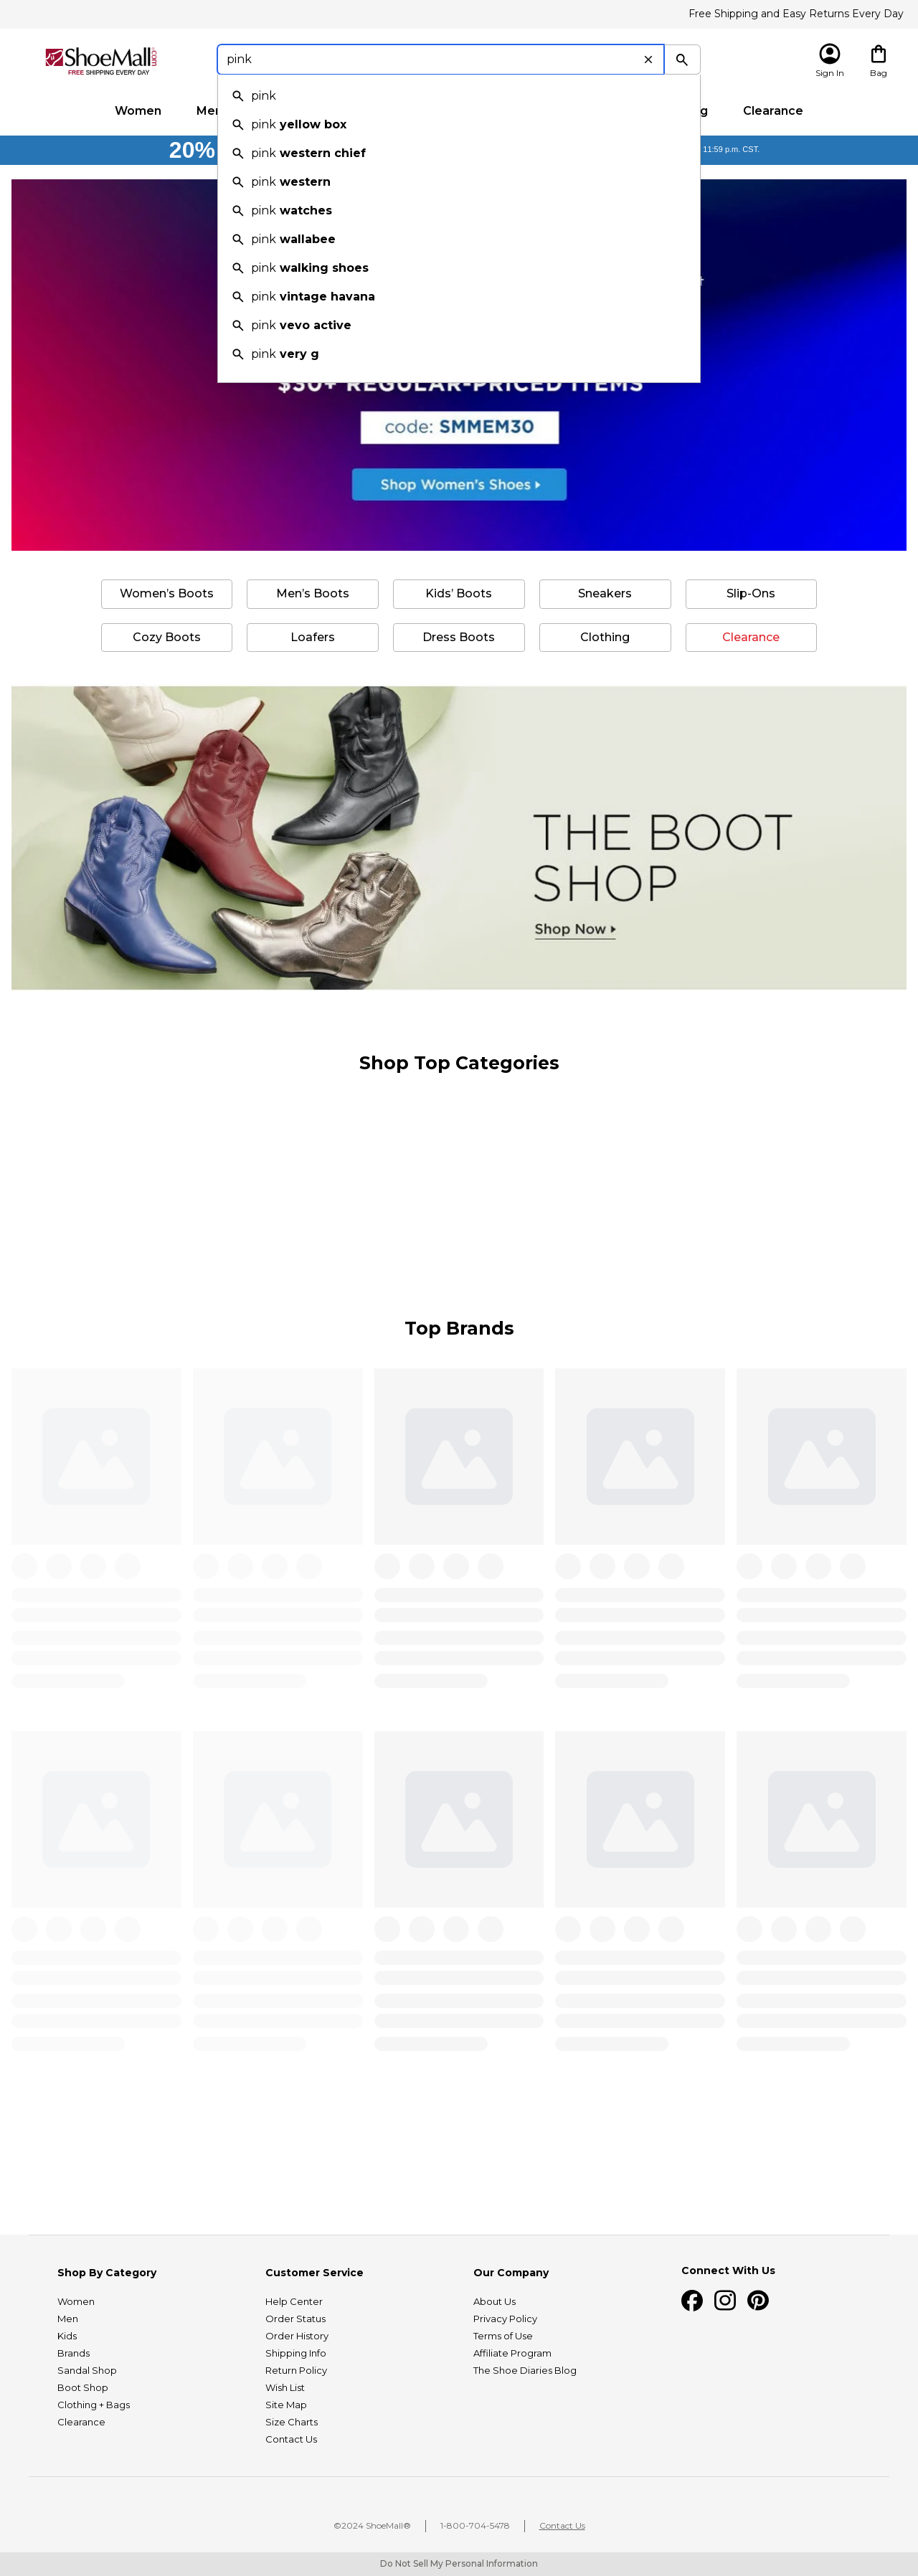 Free Shipping and Easy Returns Every Day
ShoeMall.com
FREE SHIPPING EVERY DAY
pink
Sign In
Bag
Women
Clearance
20%
11:59 p.m. CST.
pink
pink yellow box
pink western chief
pink western
pink watches
pink wallabee
pink walking shoes
pink vintage havana
pink vevo active
pink very g
$30+ REGULAR-PRICED ITEMS
code: SMMEM30
Shop Women's Shoes
Women's Boots
Men's Boots
Kids' Boots
Sneakers
Slip-Ons
Cozy Boots
Loafers
Dress Boots
Clothing
Clearance
THE BOOT
SHOP
Shop Now
Shop Top Categories
Top Brands
Shop By Category
Women
Men
Kids
Brands
Sandal Shop
Boot Shop
Clothing + Bags
Clearance
Customer Service
Help Center
Order Status
Order History
Shipping Info
Return Policy
Wish List
Site Map
Size Charts
Contact Us
Our Company
About Us
Privacy Policy
Terms of Use
Affiliate Program
The Shoe Diaries Blog
Connect With Us
©2024 ShoeMall®
1-800-704-5478
Contact Us
Do Not Sell My Personal Information